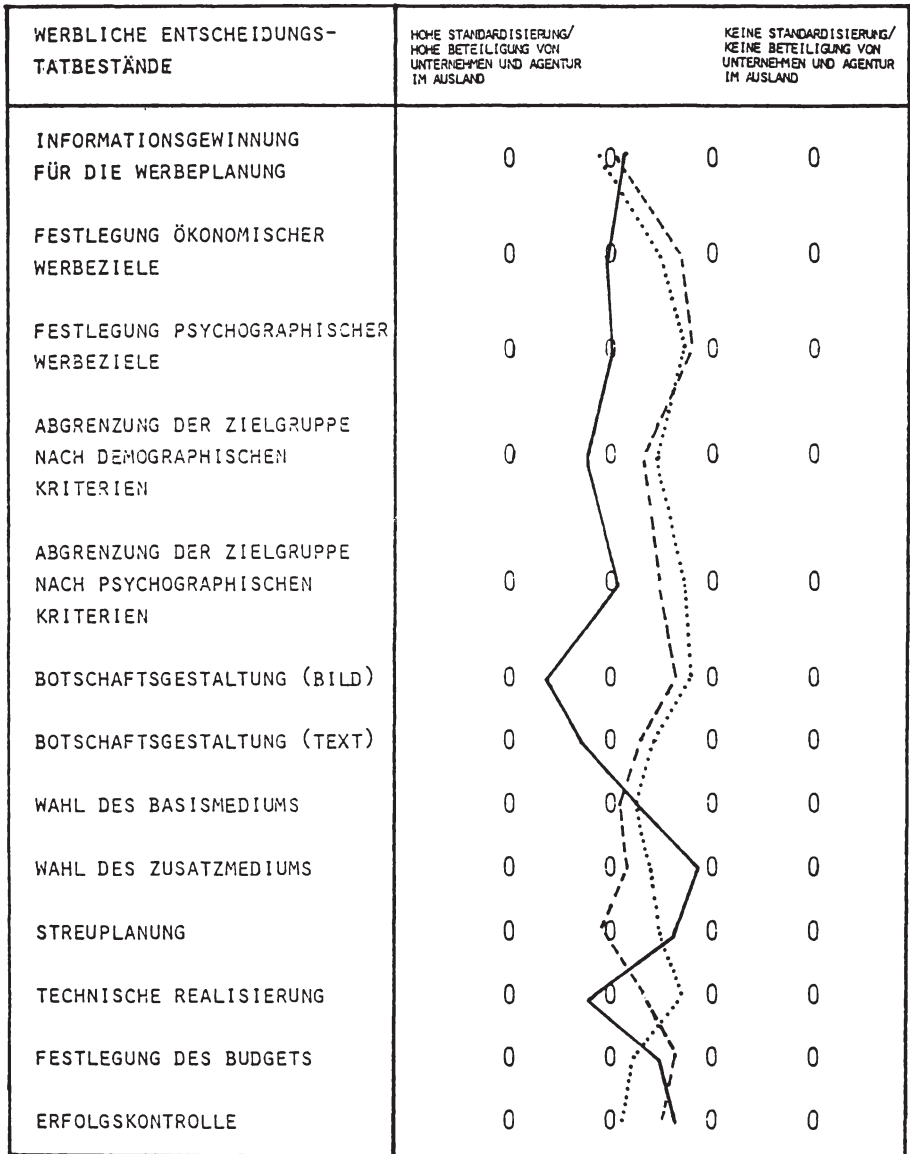 WERBLICHE ENTSCHEIDUNGS-
TATBESTÄNDE
HOHE STANDARDISIERUNG/
HOHE BETEILIGUNG VON
UNTERNEHMEN UND AGENTUR
IM AUSLAND
KEINE STANDARDISIERUNG/
KEINE BETEILIGUNG VON
UNTERNEHMEN UND AGENTUR
IM AUSLAND
INFORMATIONSGEWINNUNG
FÜR DIE WERBEPLANUNG
0 0 0 0
FESTLEGUNG ÖKONOMISCHER
WERBEZIELE
0 0 0 0
FESTLEGUNG PSYCHOGRAPHISCHER
WERBEZIELE
0 0 0 0
ABGRENZUNG DER ZIELGRUPPE
NACH DEMOGRAPHISCHEN
KRITERIEN
0 0 0 0
ABGRENZUNG DER ZIELGRUPPE
NACH PSYCHOGRAPHISCHEN
KRITERIEN
0 0 0 0
BOTSCHAFTSGESTALTUNG (BILD) 0 0 0 0
BOTSCHAFTSGESTALTUNG (TEXT) 0 0 0 0
WAHL DES BASISMEDIUMS 0 0 0 0
WAHL DES ZUSATZMEDIUMS 0 0 0 0
STREUPLANUNG 0 0 0 0
TECHNISCHE REALISIERUNG 0 0 0 0
FESTLEGUNG DES BUDGETS 0 0 0 0
ERFOLGSKONTROLLE 0 0 0 0